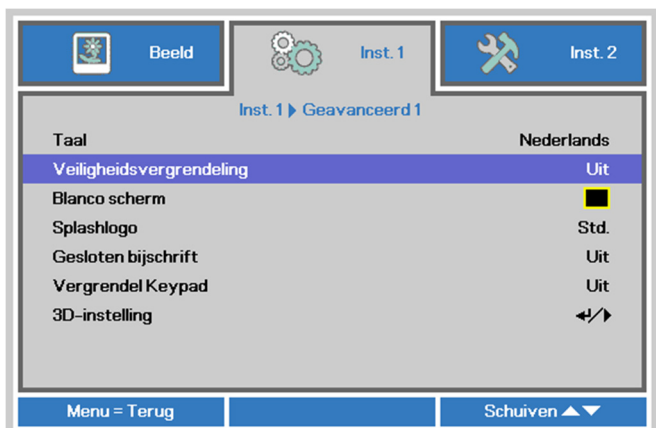 Beeld
Inst. 1
Inst. 2
Inst. 1 Geavanceerd 1
Taal Nederlands
Veiligheidsvergrendeling Uit
Blanco scherm
Splashlogo Std.
Gesloten bijschrift Uit
Vergrendel Keypad Uit
3D-instelling ↵/▶
Menu = Terug
Schuiven ▲▼